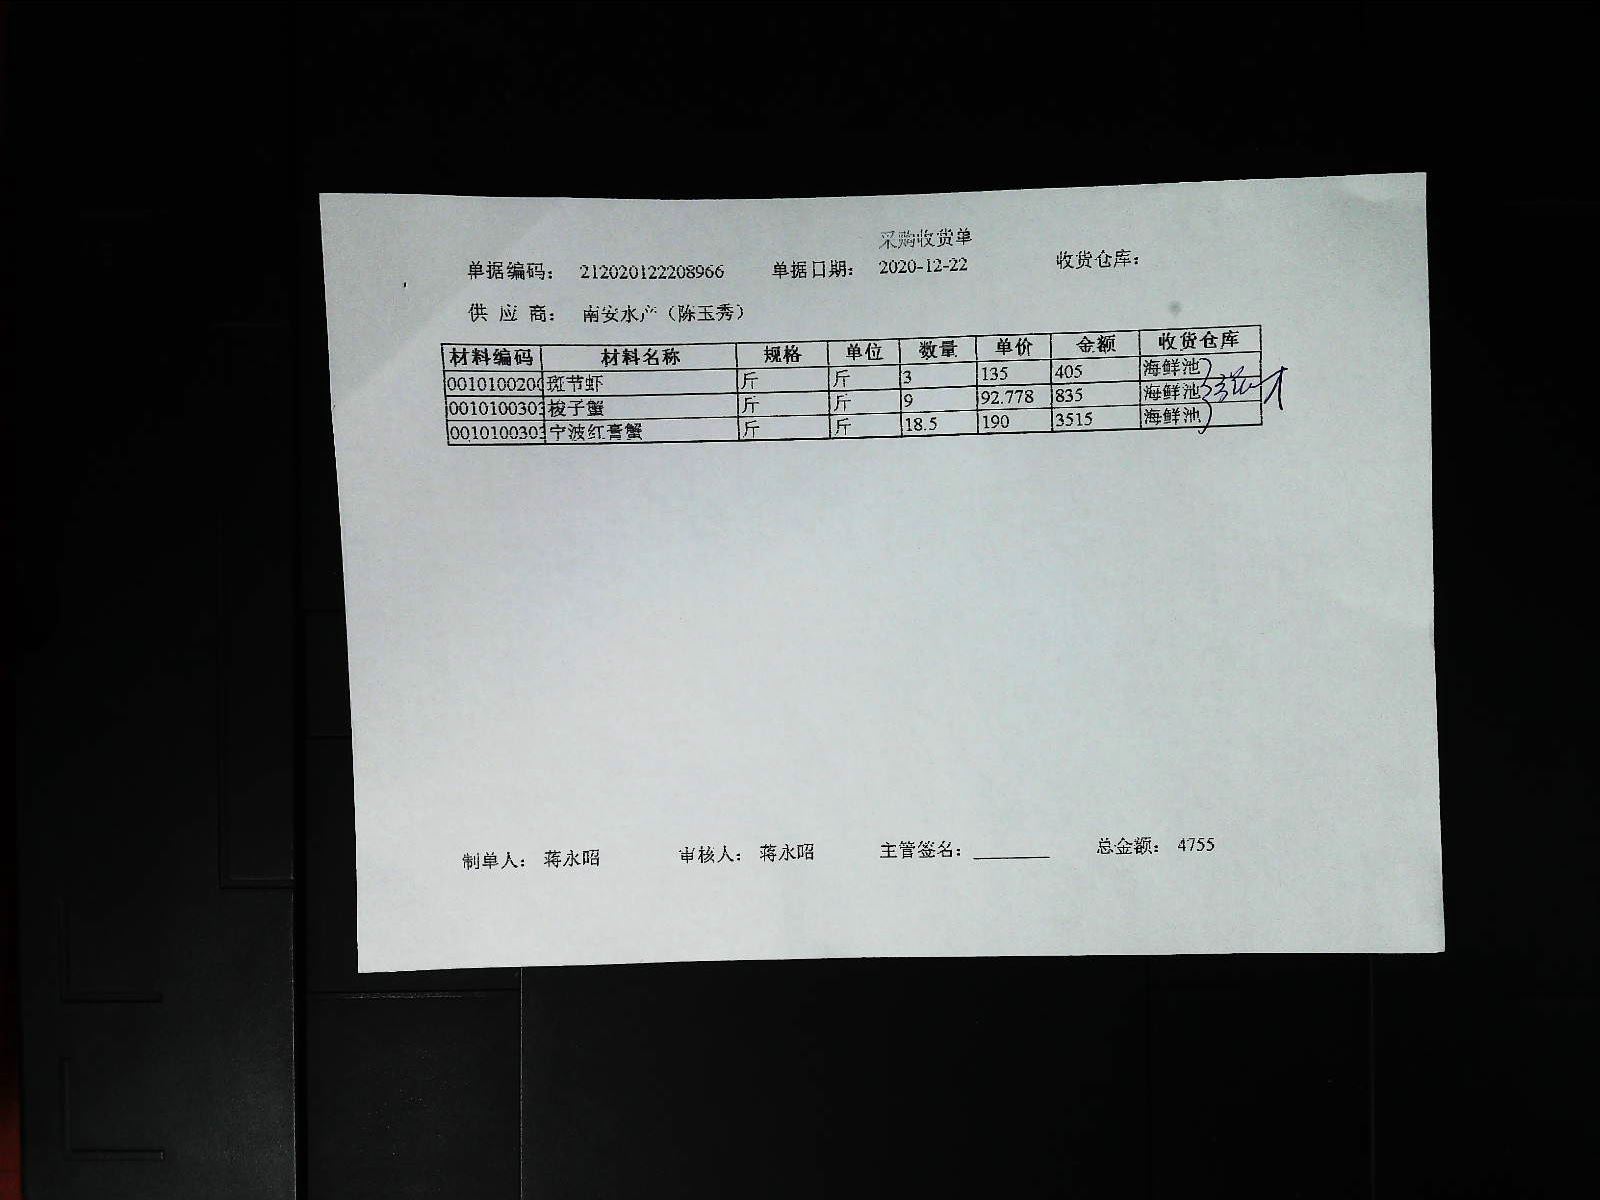 采购收货单
单据编码： 212020122208966 单据日期： 2020-12-22 收货仓库：
供 应 商： 南安水产（陈玉秀）
材料编码 材料名称 规格 单位 数量 单价 金额 收货仓库
0010100200 斑节虾 斤 斤 3 135 405 海鲜池
0010100303 梭子蟹 斤 斤 9 92.778 835 海鲜池
0010100303 宁波红膏蟹 斤 斤 18.5 190 3515 海鲜池
制单人： 蒋永昭 审核人： 蒋永昭 主管签名：________ 总金额： 4755